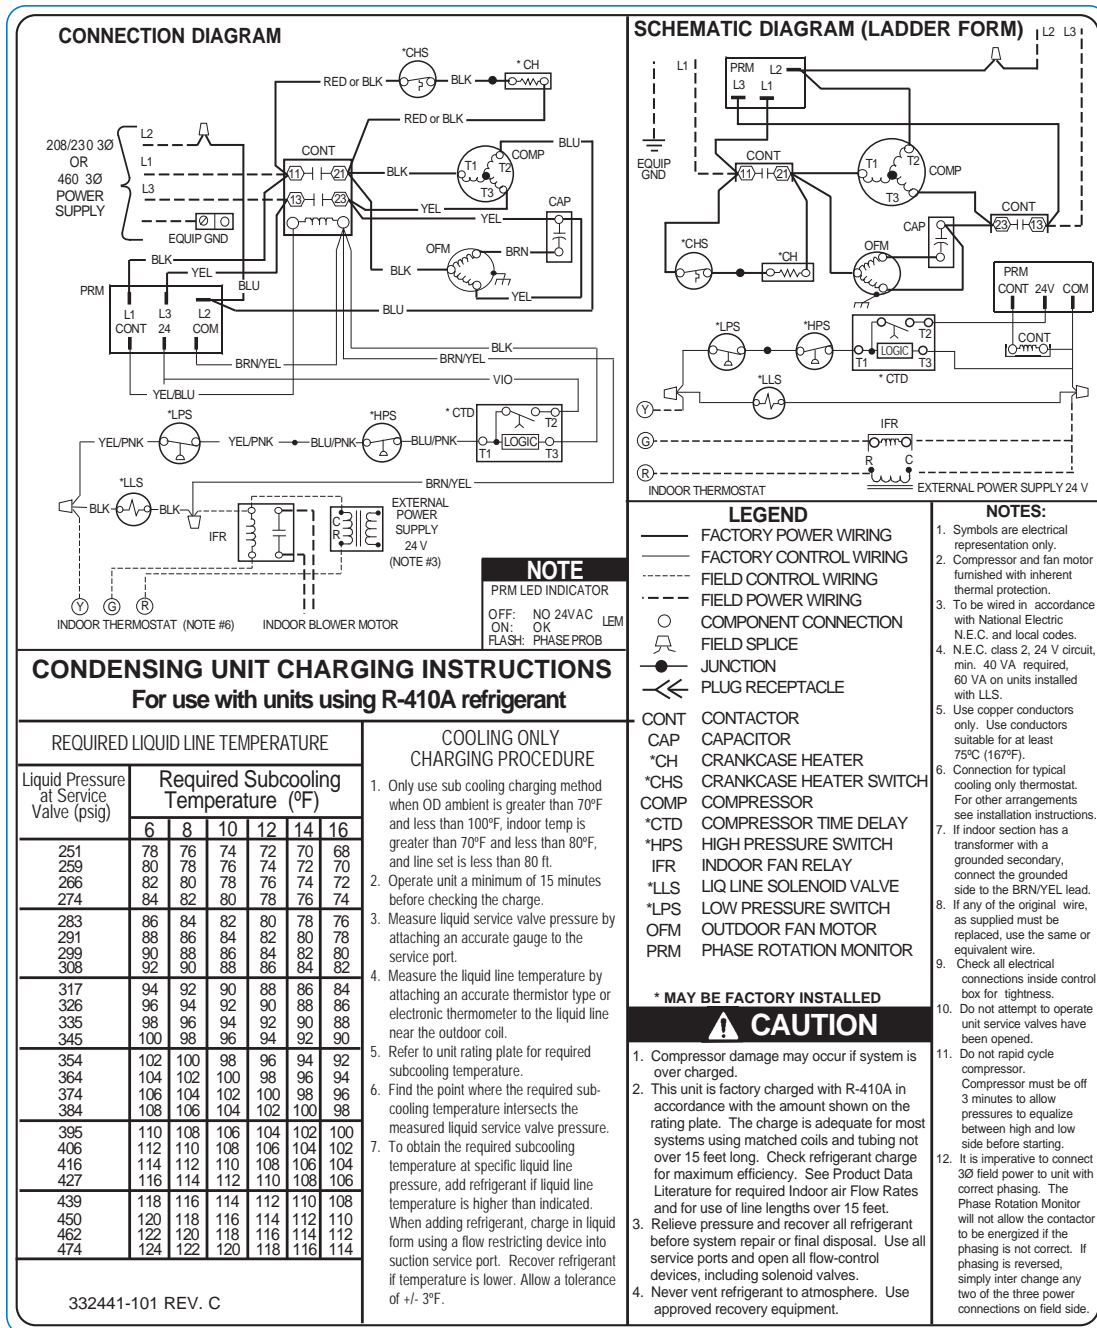 CONNECTION DIAGRAM
*CHS
* CH
RED or BLK
BLK
RED or BLK
L2
208/230 3Ø
OR
460 3Ø
POWER
SUPPLY
L1
L3
EQUIP GND
CONT
11
21
13
23
BLK
T1
T2
T3
COMP
BLU
YEL
YEL
CAP
OFM
BRN
BLK
YEL
BLK
YEL
BLU
BLU
PRM
L1 L3 L2
CONT 24 COM
BLK
BRN/YEL
BRN/YEL
VIO
YEL/BLU
*LPS
*HPS
* CTD
YEL/PNK
YEL/PNK
BLU/PNK
BLU/PNK
T1
LOGIC
T2
T3
*LLS
BRN/YEL
BLK
BLK
IFR
C
R
EXTERNAL
POWER
SUPPLY
24 V
(NOTE #3)
Y
G
R
INDOOR THERMOSTAT (NOTE #6)
INDOOR BLOWER MOTOR
NOTE
PRM LED INDICATOR
OFF: NO 24VAC
ON: OK
FLASH: PHASE PROB
LEM
SCHEMATIC DIAGRAM (LADDER FORM)
L2 L3
L1
PRM L2
L3 L1
EQUIP
GND
CONT
11
21
T1
T2
T3
COMP
CONT
23
13
CAP
*CHS
*CH
OFM
PRM
CONT 24V COM
*LPS
*HPS
T2
LOGIC
T1
T3
* CTD
CONT
*LLS
Y
G
R
IFR
R
C
INDOOR THERMOSTAT
EXTERNAL POWER SUPPLY 24 V
LEGEND
FACTORY POWER WIRING
FACTORY CONTROL WIRING
FIELD CONTROL WIRING
FIELD POWER WIRING
COMPONENT CONNECTION
FIELD SPLICE
JUNCTION
PLUG RECEPTACLE
CONT CONTACTOR
CAP CAPACITOR
*CH CRANKCASE HEATER
*CHS CRANKCASE HEATER SWITCH
COMP COMPRESSOR
*CTD COMPRESSOR TIME DELAY
*HPS HIGH PRESSURE SWITCH
IFR INDOOR FAN RELAY
*LLS LIQ LINE SOLENOID VALVE
*LPS LOW PRESSURE SWITCH
OFM OUTDOOR FAN MOTOR
PRM PHASE ROTATION MONITOR
* MAY BE FACTORY INSTALLED
NOTES:
1. Symbols are electrical
representation only.
2. Compressor and fan motor
furnished with inherent
thermal protection.
3. To be wired in accordance
with National Electric
N.E.C. and local codes.
4. N.E.C. class 2, 24 V circuit,
min. 40 VA required,
60 VA on units installed
with LLS.
5. Use copper conductors
only. Use conductors
suitable for at least
75ºC (167ºF).
6. Connection for typical
cooling only thermostat.
For other arrangements
see installation instructions.
7. If indoor section has a
transformer with a
grounded secondary,
connect the grounded
side to the BRN/YEL lead.
8. If any of the original wire,
as supplied must be
replaced, use the same or
equivalent wire.
9. Check all electrical
connections inside control
box for tightness.
10. Do not attempt to operate
unit service valves have
been opened.
11. Do not rapid cycle
compressor.
Compressor must be off
3 minutes to allow
pressures to equalize
between high and low
side before starting.
12. It is imperative to connect
3Ø field power to unit with
correct phasing. The
Phase Rotation Monitor
will not allow the contactor
to be energized if the
phasing is not correct. If
phasing is reversed,
simply inter change any
two of the three power
connections on field side.
CONDENSING UNIT CHARGING INSTRUCTIONS
For use with units using R-410A refrigerant
REQUIRED LIQUID LINE TEMPERATURE
Liquid Pressure
at Service
Valve (psig)
Required Subcooling
Temperature (ºF)
6 8 10 12 14 16
251 78 76 74 72 70 68
259 80 78 76 74 72 70
266 82 80 78 76 74 72
274 84 82 80 78 76 74
283 86 84 82 80 78 76
291 88 86 84 82 80 78
299 90 88 86 84 82 80
308 92 90 88 86 84 82
317 94 92 90 88 86 84
326 96 94 92 90 88 86
335 98 96 94 92 90 88
345 100 98 96 94 92 90
354 102 100 98 96 94 92
364 104 102 100 98 96 94
374 106 104 102 100 98 96
384 108 106 104 102 100 98
395 110 108 106 104 102 100
406 112 110 108 106 104 102
416 114 112 110 108 106 104
427 116 114 112 110 108 106
439 118 116 114 112 110 108
450 120 118 116 114 112 110
462 122 120 118 116 114 112
474 124 122 120 118 116 114
332441-101 REV. C
COOLING ONLY
CHARGING PROCEDURE
1. Only use sub cooling charging method
when OD ambient is greater than 70ºF
and less than 100ºF, indoor temp is
greater than 70ºF and less than 80ºF,
and line set is less than 80 ft.
2. Operate unit a minimum of 15 minutes
before checking the charge.
3. Measure liquid service valve pressure by
attaching an accurate gauge to the
service port.
4. Measure the liquid line temperature by
attaching an accurate thermistor type or
electronic thermometer to the liquid line
near the outdoor coil.
5. Refer to unit rating plate for required
subcooling temperature.
6. Find the point where the required sub-
cooling temperature intersects the
measured liquid service valve pressure.
7. To obtain the required subcooling
temperature at specific liquid line
pressure, add refrigerant if liquid line
temperature is higher than indicated.
When adding refrigerant, charge in liquid
form using a flow restricting device into
suction service port. Recover refrigerant
if temperature is lower. Allow a tolerance
of +/- 3ºF.
CAUTION
1. Compressor damage may occur if system is
over charged.
2. This unit is factory charged with R-410A in
accordance with the amount shown on the
rating plate. The charge is adequate for most
systems using matched coils and tubing not
over 15 feet long. Check refrigerant charge
for maximum efficiency. See Product Data
Literature for required Indoor air Flow Rates
and for use of line lengths over 15 feet.
3. Relieve pressure and recover all refrigerant
before system repair or final disposal. Use all
service ports and open all flow-control
devices, including solenoid valves.
4. Never vent refrigerant to atmosphere. Use
approved recovery equipment.